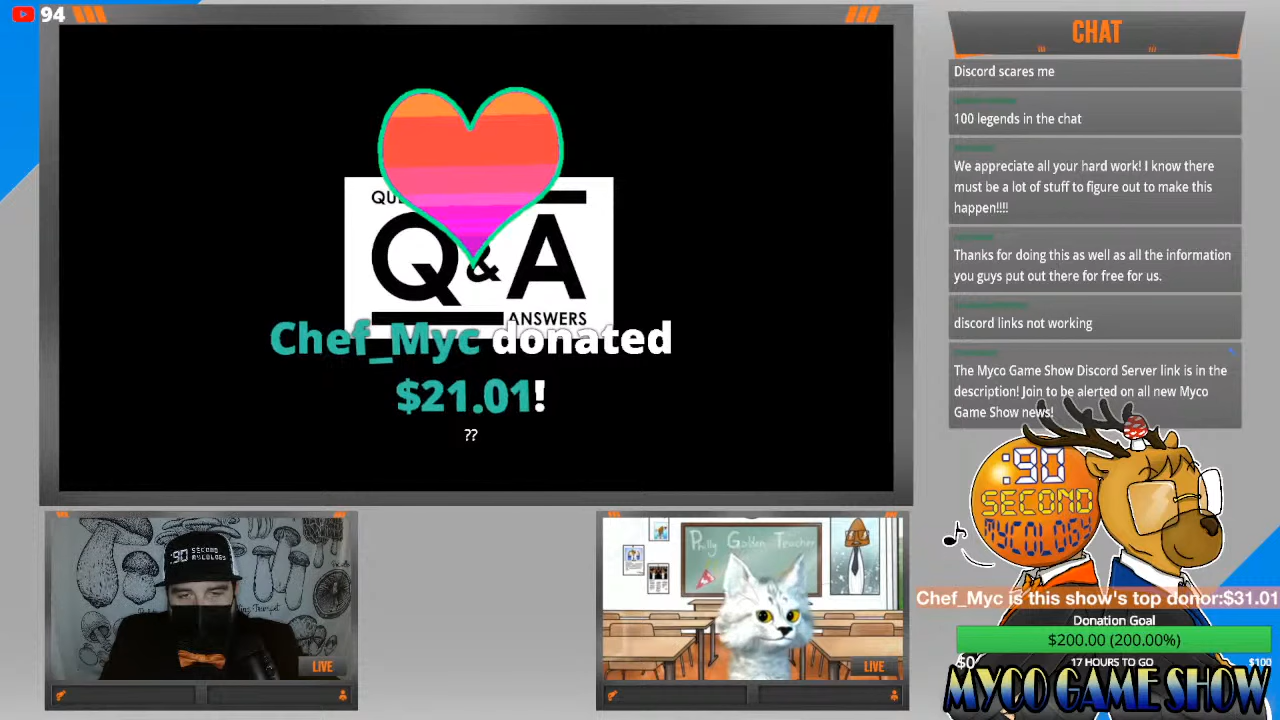 94
CHAT
Discord scares me
100 legends in the chat
We appreciate all your hard work! I know there
must be a lot of stuff to figure out to make this
happen!!!!
Thanks for doing this as well as all the information
you guys put out there for free for us.
discord links not working
The Myco Game Show Discord Server link is in the
description! Join to be alerted on all new Myco
Game Show news!
QUE
Q&A
ANSWERS
Chef_Myc donated
$21.01!
??
:90
SECOND
MYCOLOGY
Chef_Myc is this show's top donor:$31.01
Donation Goal
$200.00 (200.00%)
$0
17 HOURS TO GO
$100
MYCO GAME SHOW
:90 SECOND
MYCOLOGY
LIVE
Philly Golden Teacher
LIVE